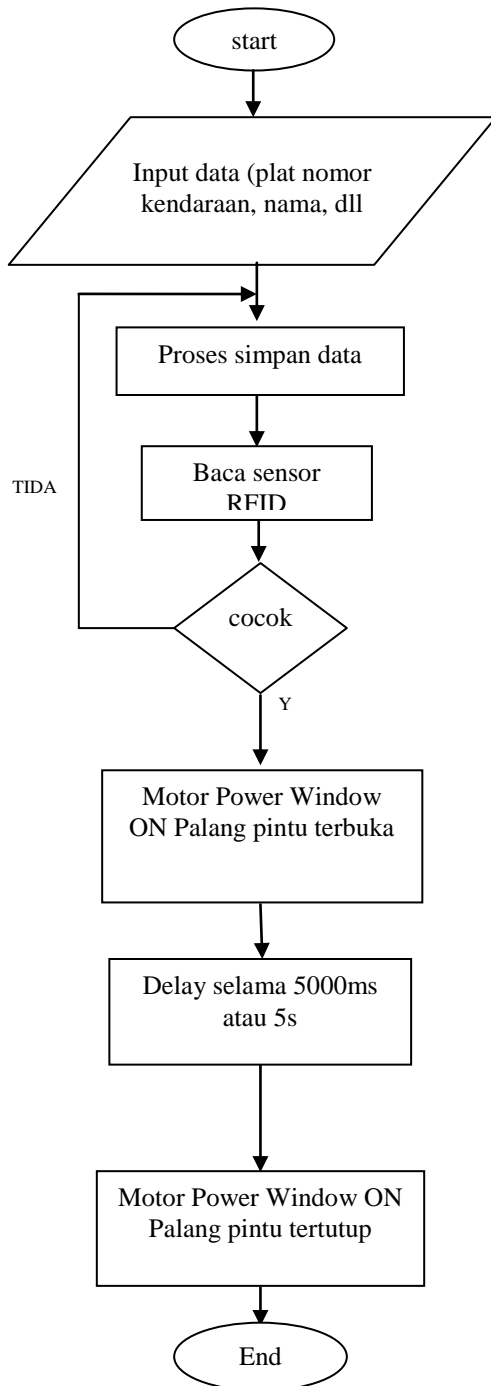 start
Input data (plat nomor
kendaraan, nama, dll
Proses simpan data
Baca sensor
RFID
TIDA
cocok
Y
Motor Power Window
ON Palang pintu terbuka
Delay selama 5000ms
atau 5s
Motor Power Window ON
Palang pintu tertutup
End